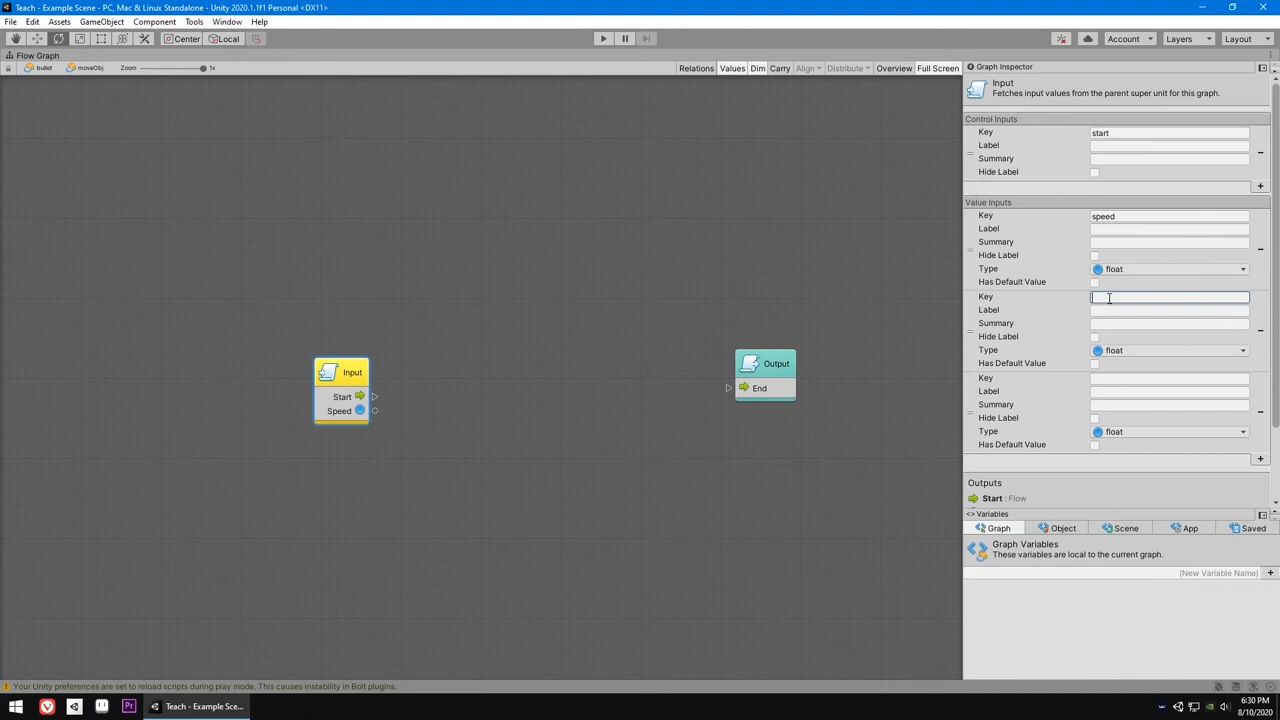 Teach - Example Scene - PC, Mac & Linux Standalone - Unity 2020.1.1f1 Personal <DX11>
File Edit Assets GameObject Component Tools Window Help
Center Local Account Layers Layout
Flow Graph
bullet moveObj Zoom 1x Relations Values Dim Carry Align Distribute Overview Full Screen
Graph Inspector
Input
Fetches input values from the parent super unit for this graph.
Control Inputs
Key start
Label
Summary
Hide Label
Value Inputs
Key speed
Label
Summary
Hide Label
Type float
Has Default Value
Key
Label
Summary
Hide Label
Type float
Has Default Value
Key
Label
Summary
Hide Label
Type float
Has Default Value
Outputs
Start : Flow
Input
Start
Speed
Output
End
<> Variables
Graph Object Scene App Saved
Graph Variables
These variables are local to the current graph.
(New Variable Name)
Your Unity preferences are set to reload scripts during play mode. This causes instability in Bolt plugins.
Pr Teach - Example Sce...
6:30 PM
8/10/2020